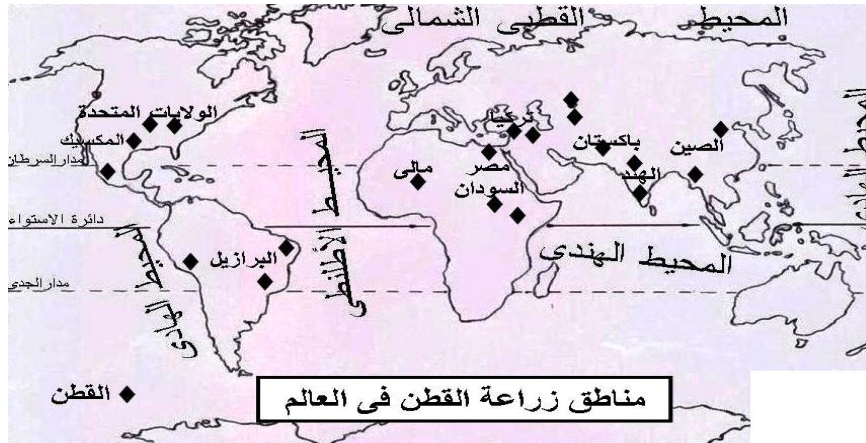 المحيط القطبى الشمالى
الولايات المتحدة
المكسيك
مدار السرطان
تركيا
باكستان
الصين
مصر
الهند
مالى
السودان
المحيط الأطلنطى
دائرة الاستواء
المحيط الهندى
المحيط الهادى
البرازيل
مدار الجدى
القطن
مناطق زراعة القطن فى العالم